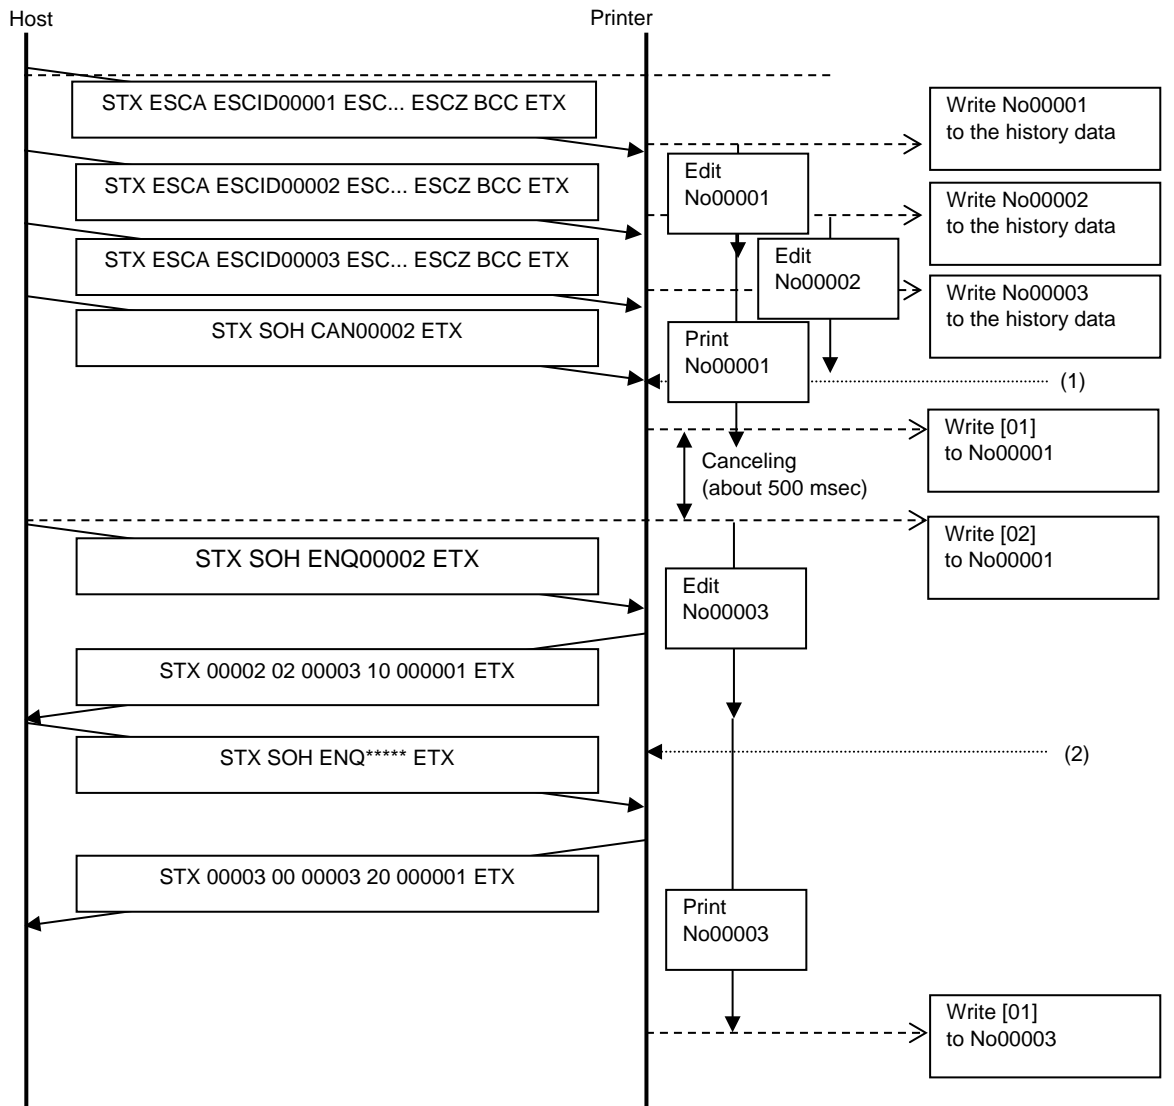 Host
Printer
STX ESCA ESCID00001 ESC... ESCZ BCC ETX
Write No00001
to the history data
Edit
No00001
STX ESCA ESCID00002 ESC... ESCZ BCC ETX
Write No00002
to the history data
STX ESCA ESCID00003 ESC... ESCZ BCC ETX
Edit
No00002
Write No00003
to the history data
STX SOH CAN00002 ETX
Print
No00001
(1)
Write [01]
to No00001
Canceling
(about 500 msec)
Write [02]
to No00001
STX SOH ENQ00002 ETX
Edit
No00003
STX 00002 02 00003 10 000001 ETX
STX SOH ENQ***** ETX
(2)
STX 00003 00 00003 20 000001 ETX
Print
No00003
Write [01]
to No00003